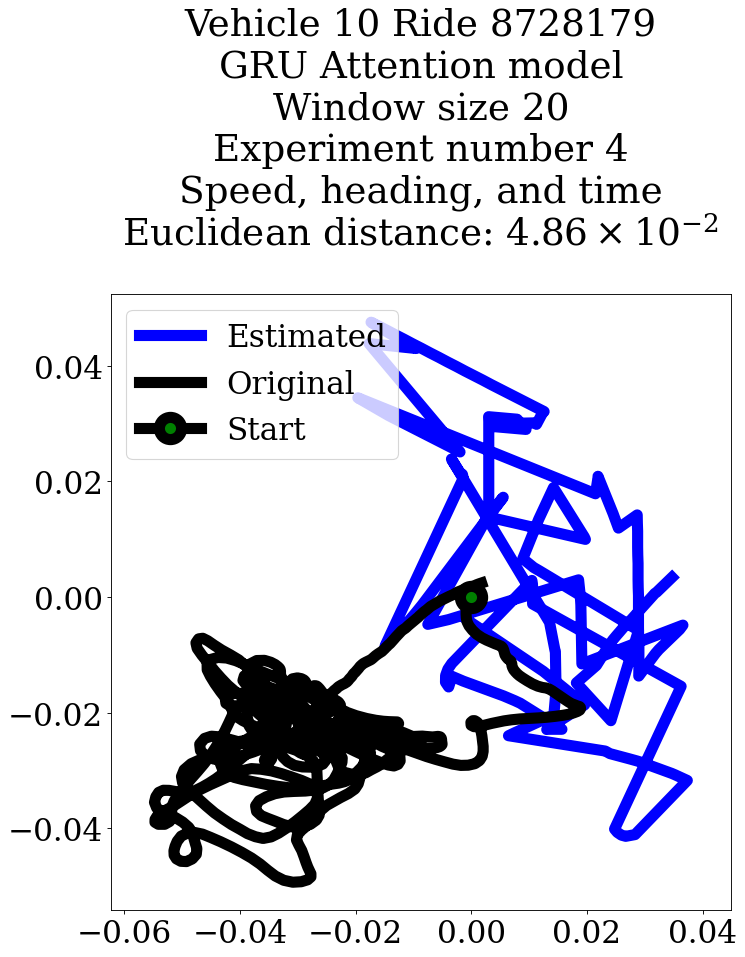 Vehicle 10 Ride 8728179
GRU Attention model
Window size 20
Experiment number 4
Speed, heading, and time
Euclidean distance: 4.86 × 10⁻²
Estimated
Original
Start
0.04
0.02
0.00
−0.02
−0.04
−0.06 −0.04 −0.02 0.00 0.02 0.04